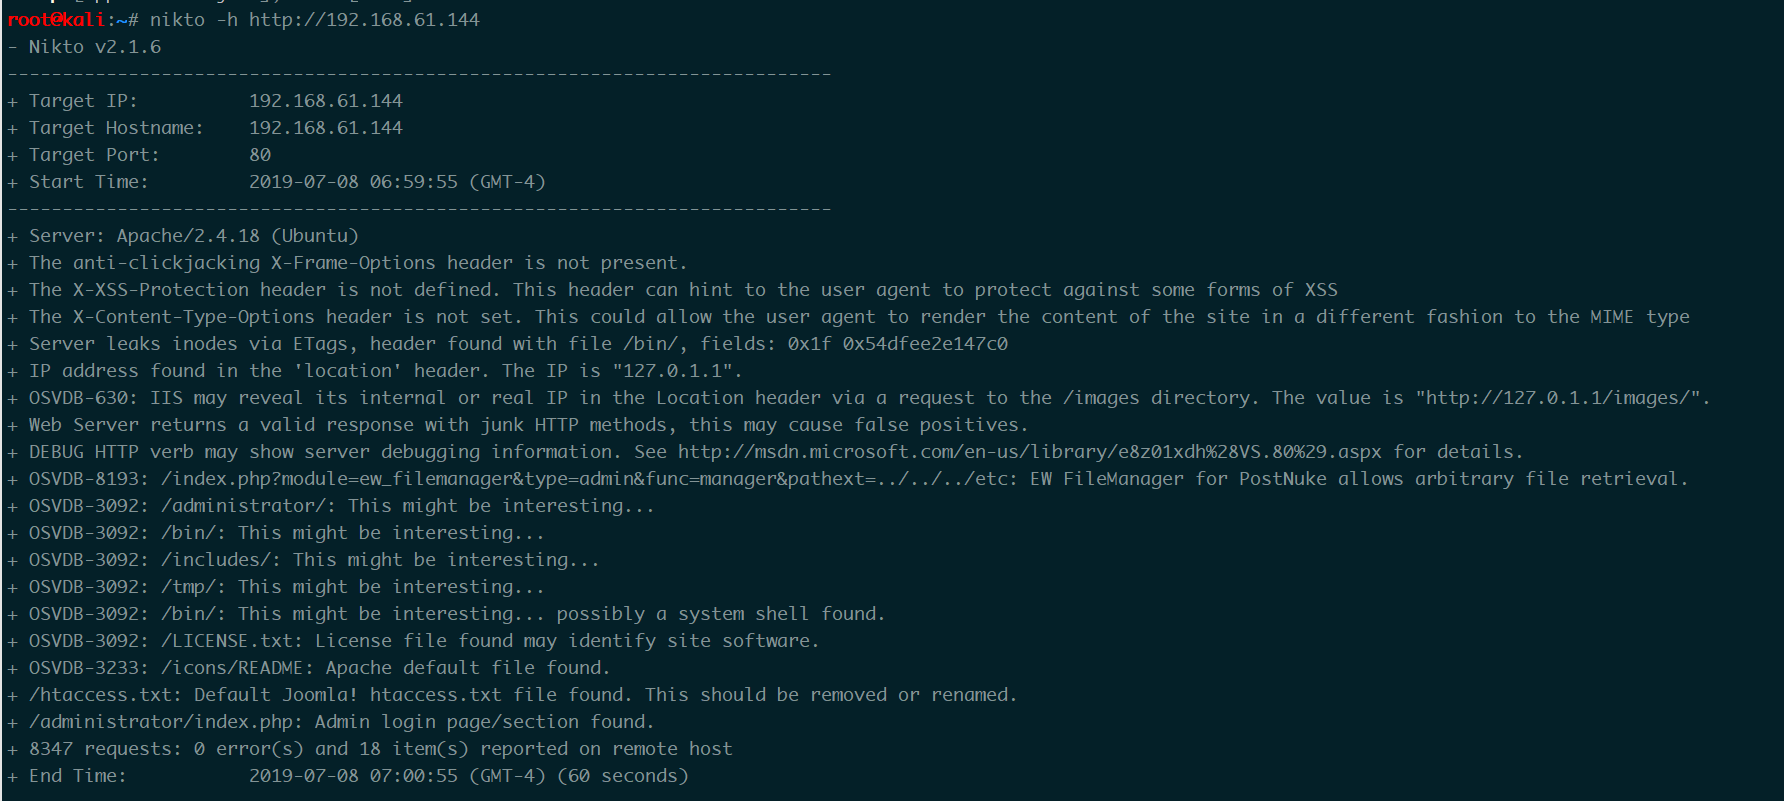 root@kali:~# nikto -h http://192.168.61.144
- Nikto v2.1.6
---------------------------------------------------------------------------
+ Target IP:          192.168.61.144
+ Target Hostname:    192.168.61.144
+ Target Port:        80
+ Start Time:         2019-07-08 06:59:55 (GMT-4)
---------------------------------------------------------------------------
+ Server: Apache/2.4.18 (Ubuntu)
+ The anti-clickjacking X-Frame-Options header is not present.
+ The X-XSS-Protection header is not defined. This header can hint to the user agent to protect against some forms of XSS
+ The X-Content-Type-Options header is not set. This could allow the user agent to render the content of the site in a different fashion to the MIME type
+ Server leaks inodes via ETags, header found with file /bin/, fields: 0x1f 0x54dfee2e147c0
+ IP address found in the 'location' header. The IP is "127.0.1.1".
+ OSVDB-630: IIS may reveal its internal or real IP in the Location header via a request to the /images directory. The value is "http://127.0.1.1/images/".
+ Web Server returns a valid response with junk HTTP methods, this may cause false positives.
+ DEBUG HTTP verb may show server debugging information. See http://msdn.microsoft.com/en-us/library/e8z01xdh%28VS.80%29.aspx for details.
+ OSVDB-8193: /index.php?module=ew_filemanager&type=admin&func=manager&pathext=../../../etc: EW FileManager for PostNuke allows arbitrary file retrieval.
+ OSVDB-3092: /administrator/: This might be interesting...
+ OSVDB-3092: /bin/: This might be interesting...
+ OSVDB-3092: /includes/: This might be interesting...
+ OSVDB-3092: /tmp/: This might be interesting...
+ OSVDB-3092: /bin/: This might be interesting... possibly a system shell found.
+ OSVDB-3092: /LICENSE.txt: License file found may identify site software.
+ OSVDB-3233: /icons/README: Apache default file found.
+ /htaccess.txt: Default Joomla! htaccess.txt file found. This should be removed or renamed.
+ /administrator/index.php: Admin login page/section found.
+ 8347 requests: 0 error(s) and 18 item(s) reported on remote host
+ End Time:           2019-07-08 07:00:55 (GMT-4) (60 seconds)